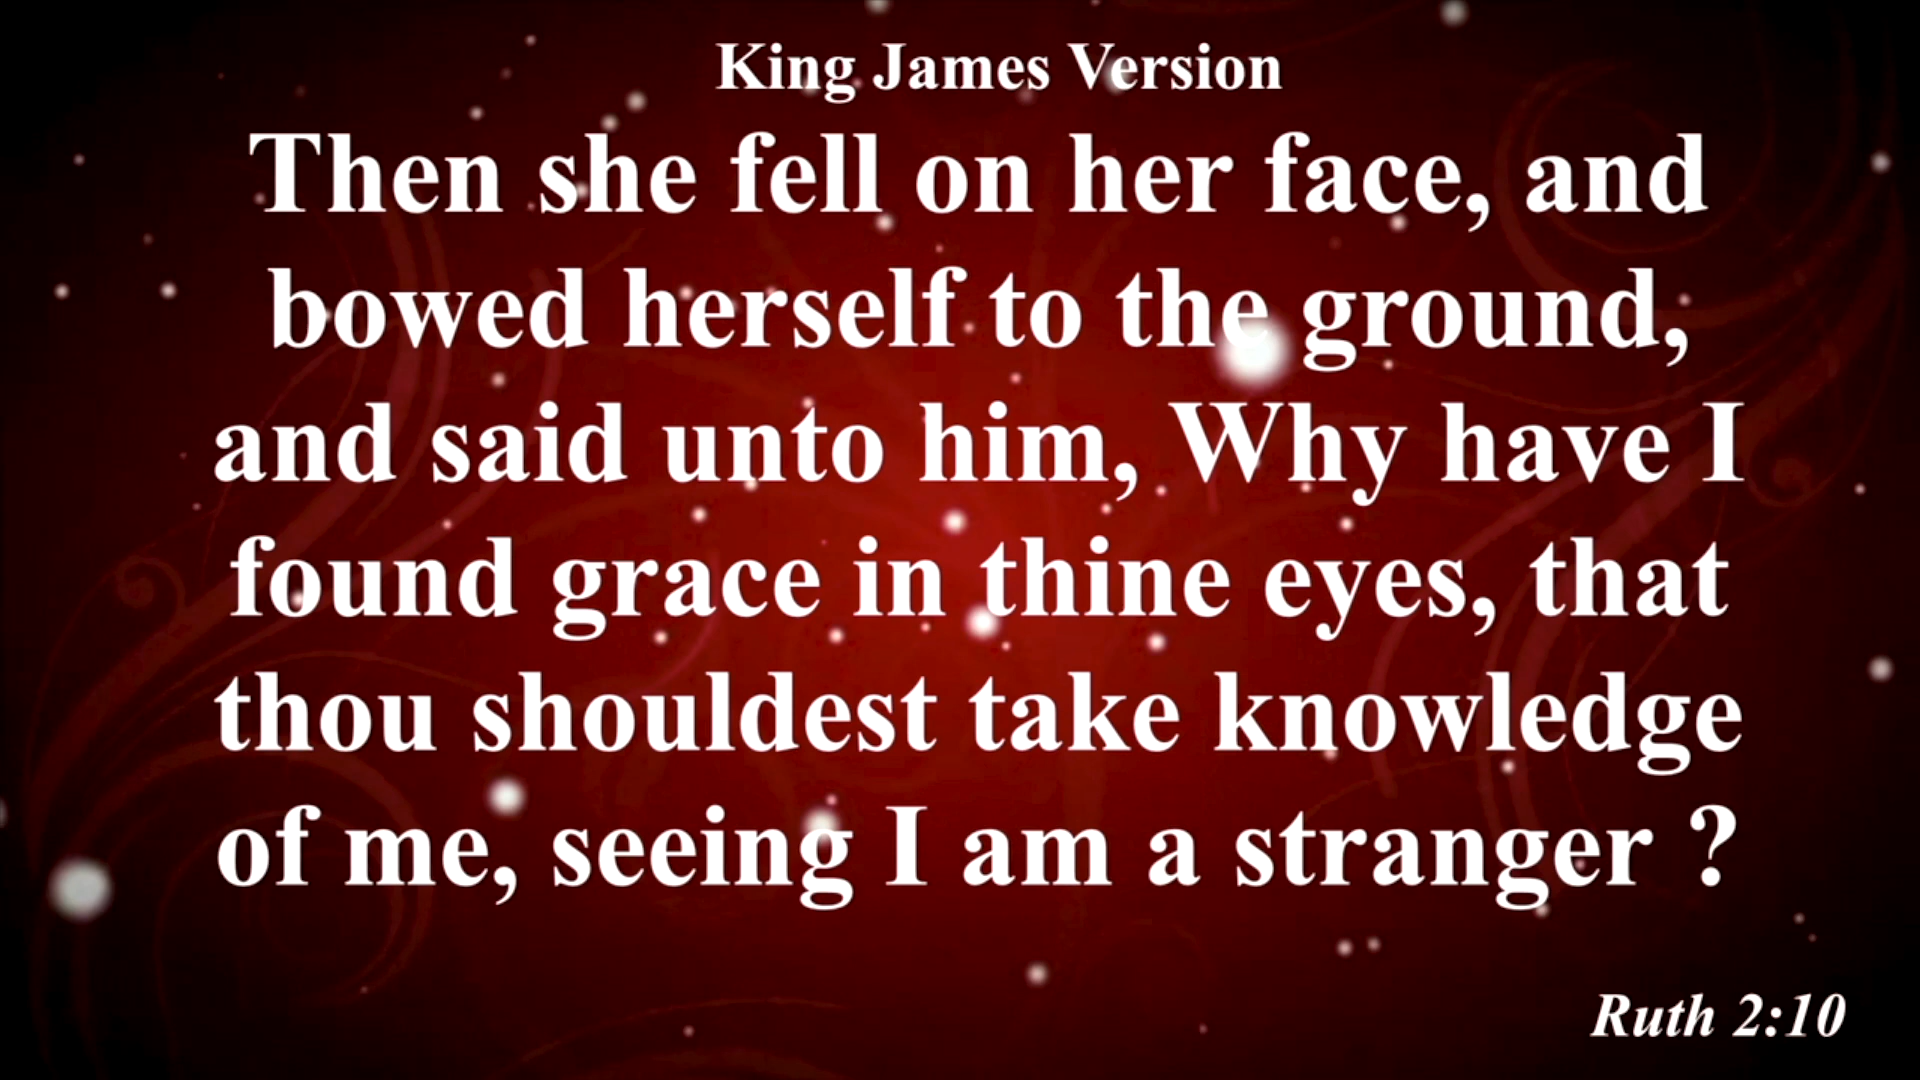 King James Version
Then she fell on her face, and
bowed herself to the ground,
and said unto him, Why have I
found grace in thine eyes, that
thou shouldest take knowledge
of me, seeing I am a stranger ?
Ruth 2:10